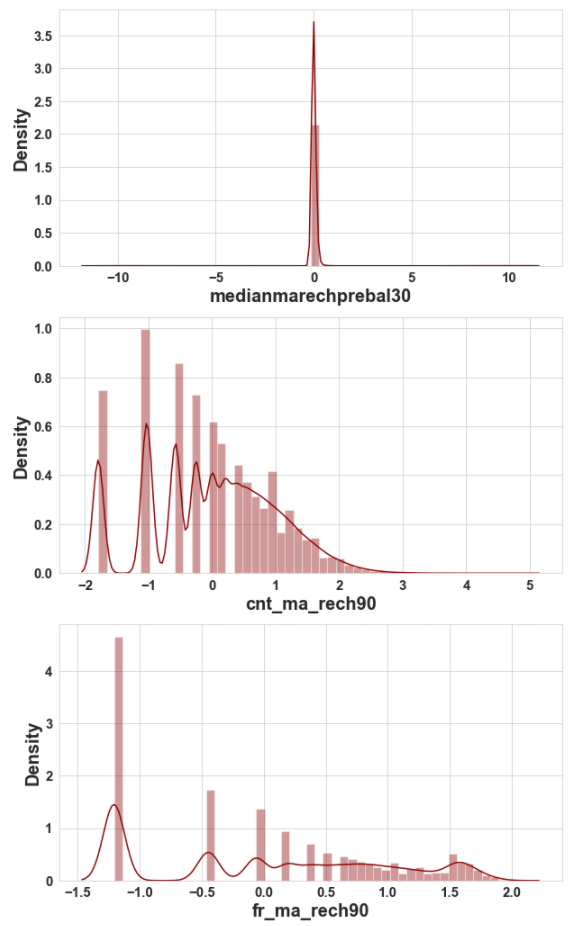 3.5
3.0
2.5
2.0
1.5
1.0
0.5
0.0
Density
−10 −5 0 5 10
medianmarechprebal30
1.0
0.8
0.6
0.4
0.2
0.0
Density
−2 −1 0 1 2 3 4 5
cnt_ma_rech90
4
3
2
1
0
Density
−1.5 −1.0 −0.5 0.0 0.5 1.0 1.5 2.0
fr_ma_rech90